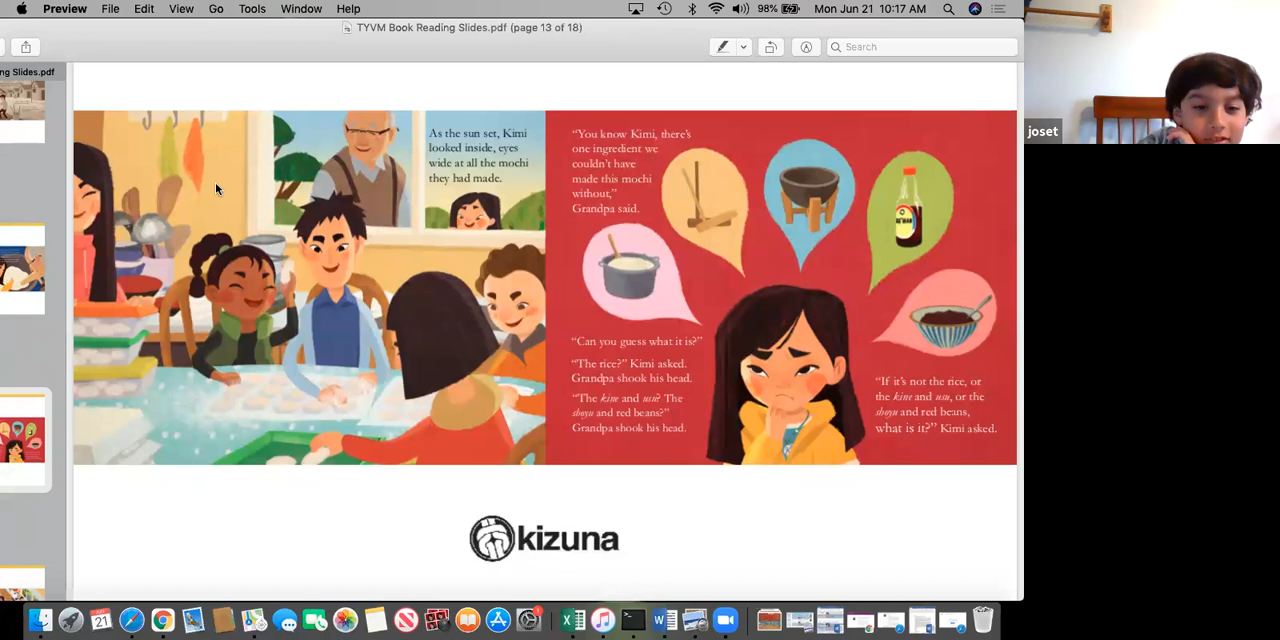 Preview File Edit View Go Tools Window Help 98% Mon Jun 21 10:17 AM
TYVM Book Reading Slides.pdf (page 13 of 18)
Search
ng Slides.pdf
joset
As the sun set, Kimi
looked inside, eyes
wide at all the mochi
they had made.
“You know Kimi, there’s
one ingredient we
couldn’t have
made this mochi
without,”
Grandpa said.
“Can you guess what it is?”
“The rice?” Kimi asked.
Grandpa shook his head.
“The kine and usu? The
shoyu and red beans?”
Grandpa shook his head.
“If it’s not the rice, or
the kine and usu, or the
shoyu and red beans,
what is it?” Kimi asked.
kizuna
21
1